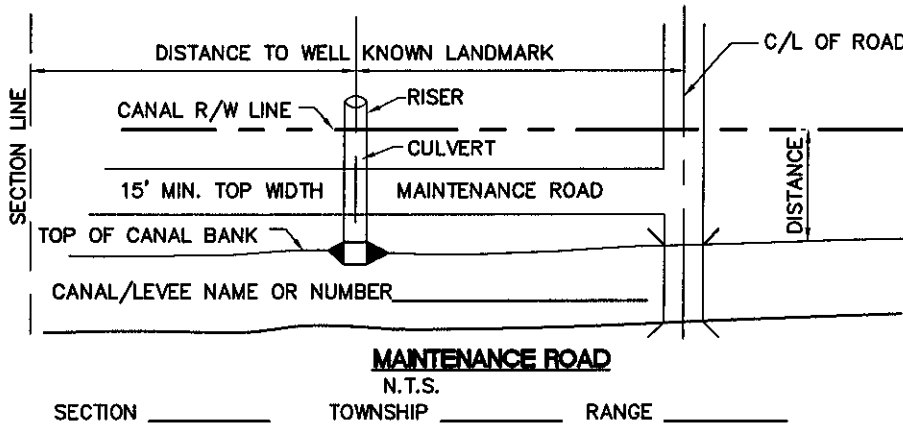 DISTANCE TO WELL KNOWN LANDMARK
C/L OF ROAD
SECTION LINE
CANAL R/W LINE
RISER
CULVERT
DISTANCE
15' MIN. TOP WIDTH
MAINTENANCE ROAD
TOP OF CANAL BANK
CANAL/LEVEE NAME OR NUMBER
MAINTENANCE ROAD
N.T.S.
SECTION TOWNSHIP RANGE